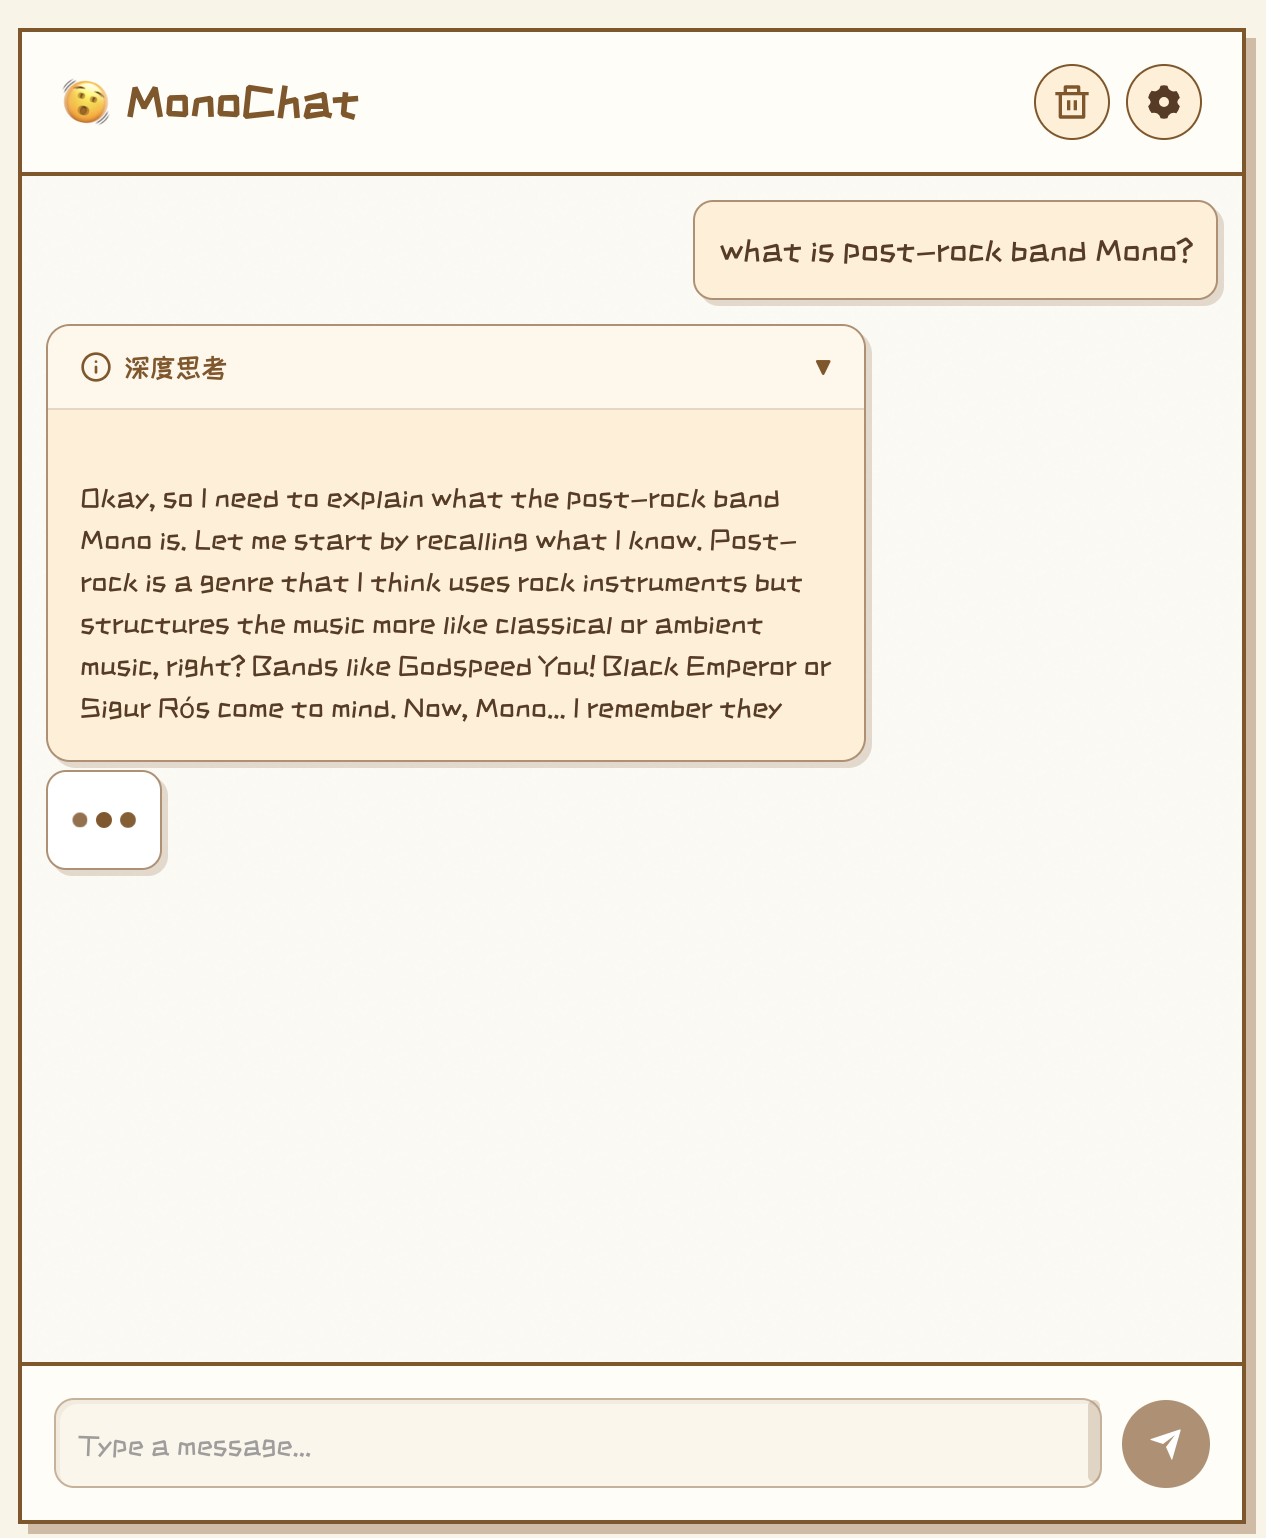 MonoChat
what is post-rock band Mono?
深度思考
Okay, so I need to explain what the post-rock band
Mono is. Let me start by recalling what I know. Post-
rock is a genre that I think uses rock instruments but
structures the music more like classical or ambient
music, right? Bands like Godspeed You! Black Emperor or
Sigur Rós come to mind. Now, Mono... I remember they
Type a message...